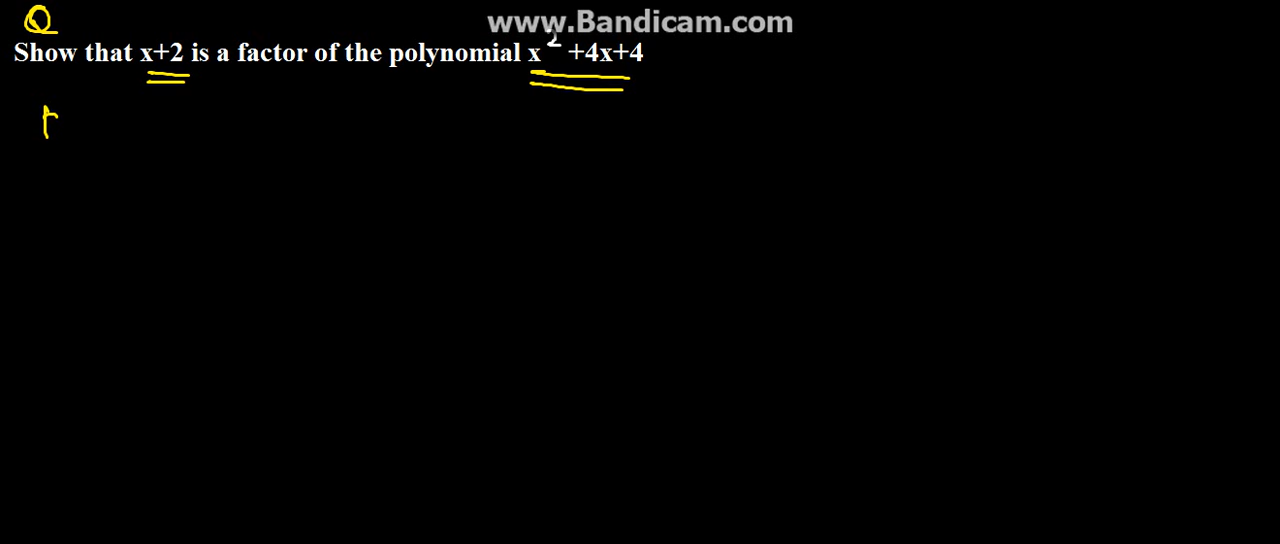 Q
www.Bandicam.com
Show that x+2 is a factor of the polynomial x² +4x+4